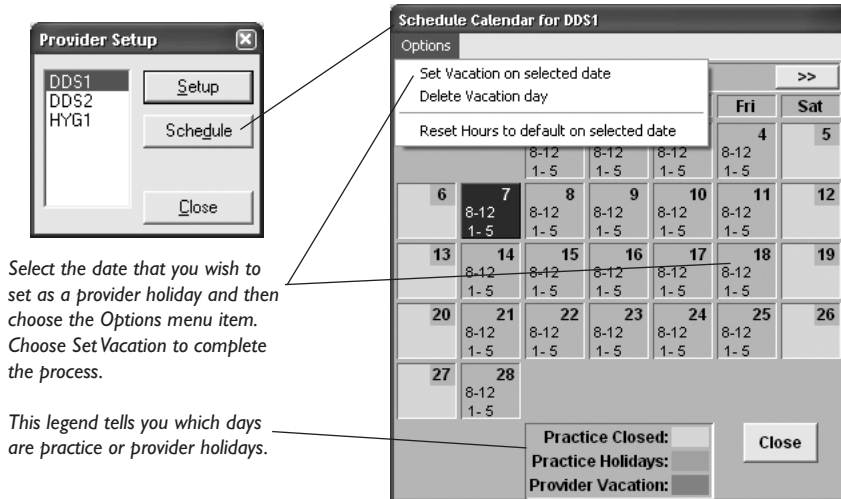 Provider Setup
DDS1
DDS2
HYG1
Setup
Schedule
Close
Select the date that you wish to
set as a provider holiday and then
choose the Options menu item.
Choose Set Vacation to complete
the process.
This legend tells you which days
are practice or provider holidays.
Schedule Calendar for DDS1
Options
Set Vacation on selected date
Delete Vacation day
Reset Hours to default on selected date
>>
Fri Sat
4 5
8-12 8-12 8-12 8-12
1- 5 1- 5 1- 5 1- 5
6 7 8 9 10 11 12
8-12 8-12 8-12 8-12 8-12
1- 5 1- 5 1- 5 1- 5 1- 5
13 14 15 16 17 18 19
8-12 8-12 8-12 8-12 8-12
1- 5 1- 5 1- 5 1- 5 1- 5
20 21 22 23 24 25 26
8-12 8-12 8-12 8-12 8-12
1- 5 1- 5 1- 5 1- 5 1- 5
27 28
8-12
1- 5
Practice Closed:
Practice Holidays:
Provider Vacation:
Close